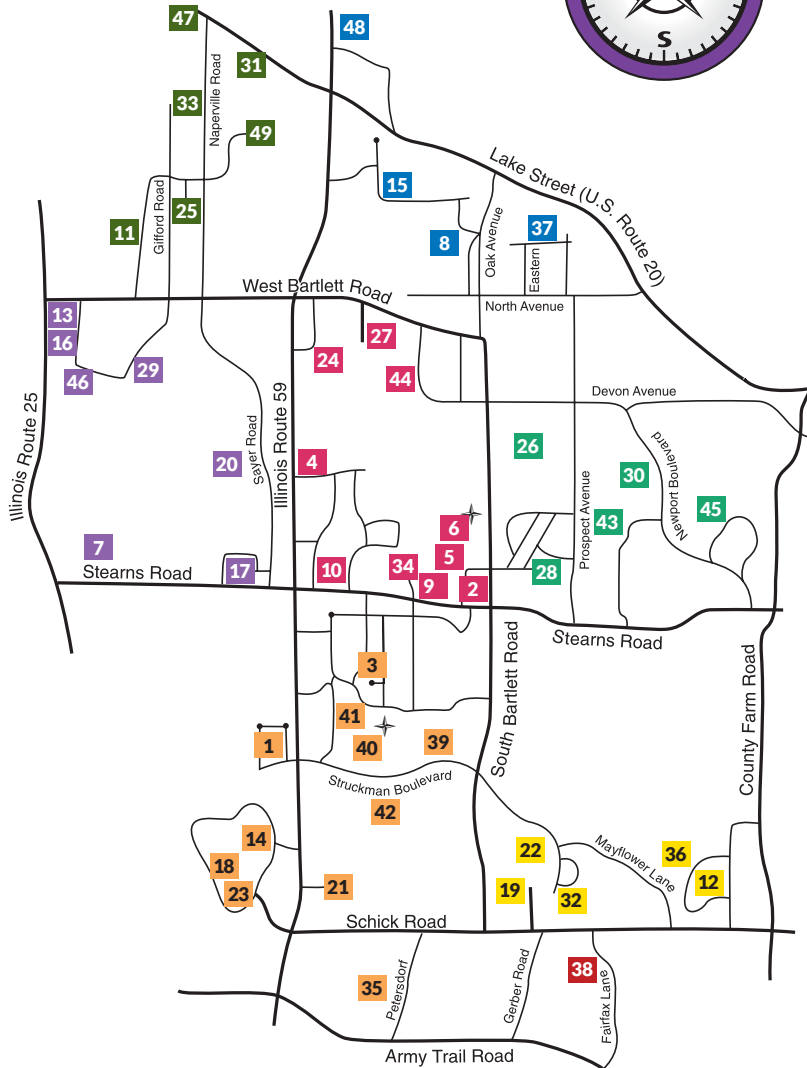 47
48
S
31
Naperville Road
33
49
Lake Street (U.S. Route 20)
15
25
Gifford Road
11
8
Oak Avenue
37
Eastern
West Bartlett Road
North Avenue
13
16
27
24
46
29
44
Devon Avenue
Illinois Route 25
Illinois Route 59
Sayer Road
20
4
26
30
Newport Boulevard
Prospect Avenue
43
45
6
7
5
Stearns Road
17
10
34
28
9
2
Stearns Road
South Bartlett Road
County Farm Road
3
41
1
40
39
Struckman Boulevard
42
14
22
Mayflower Lane
36
18
12
23
21
19
32
Schick Road
38
35
Petersdorf
Gerber Road
Fairfax Lane
Army Trail Road